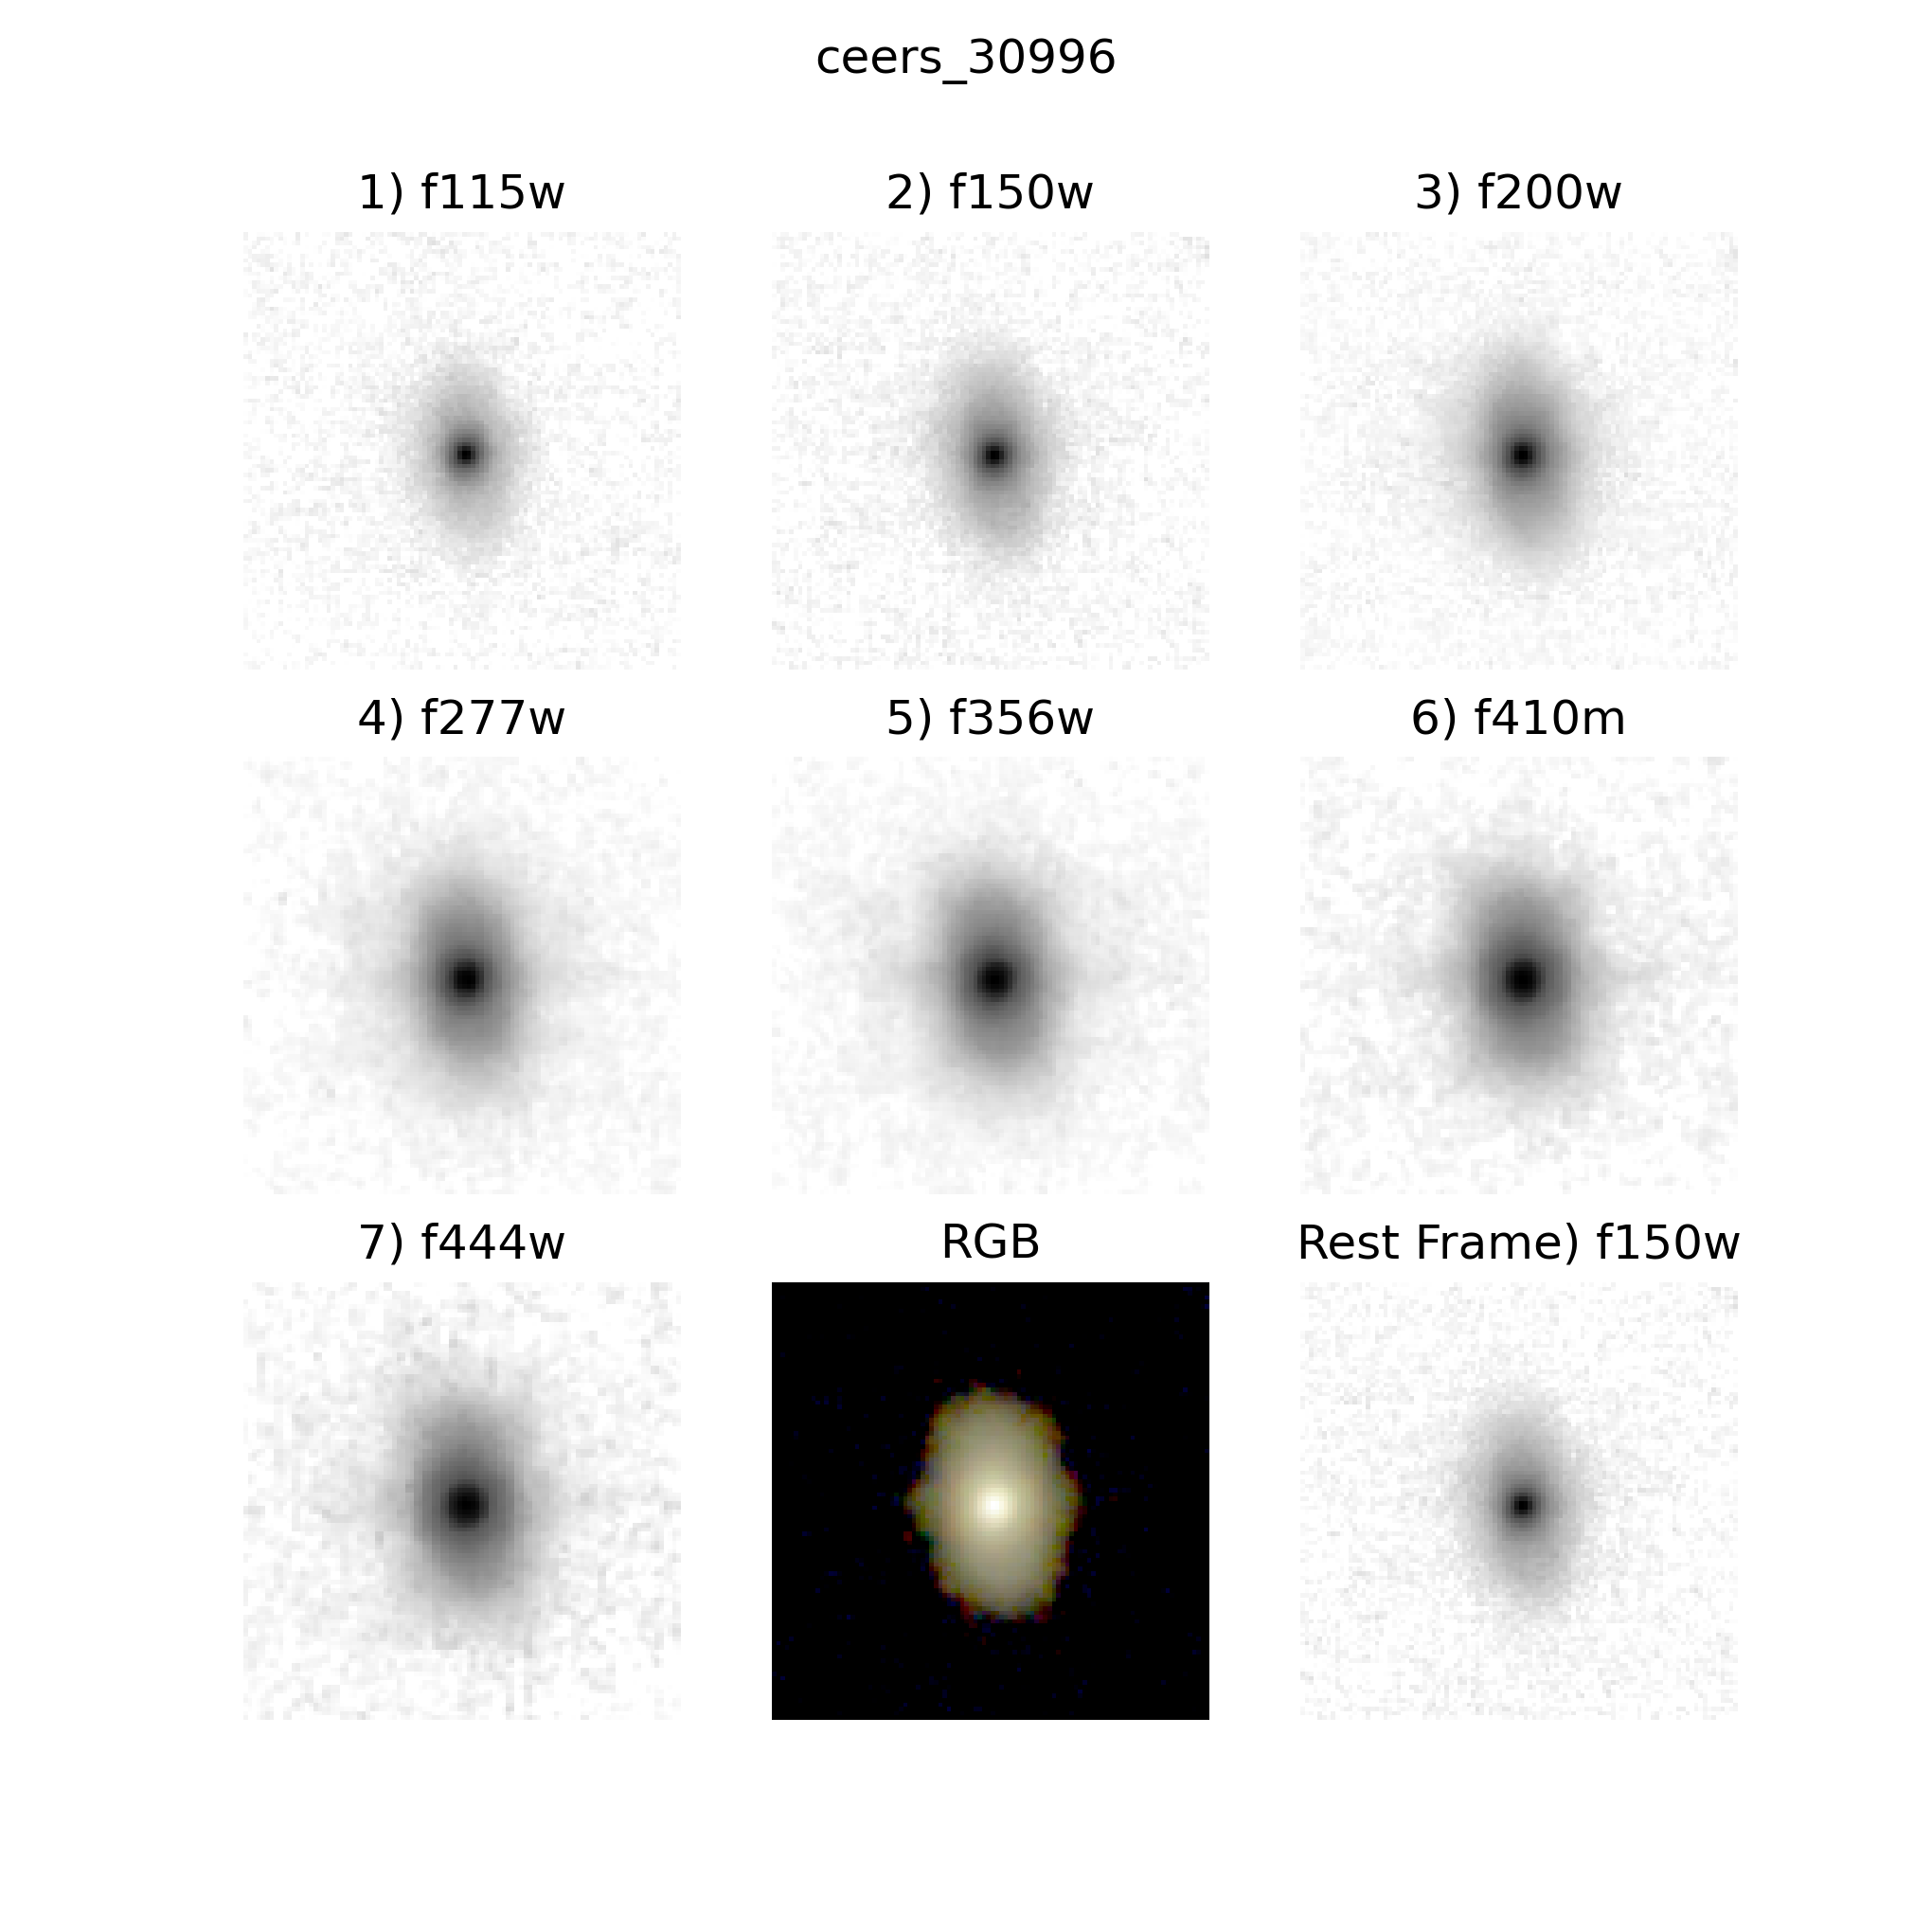 ceers_30996
1) f115w
2) f150w
3) f200w
4) f277w
5) f356w
6) f410m
7) f444w
RGB
Rest Frame) f150w